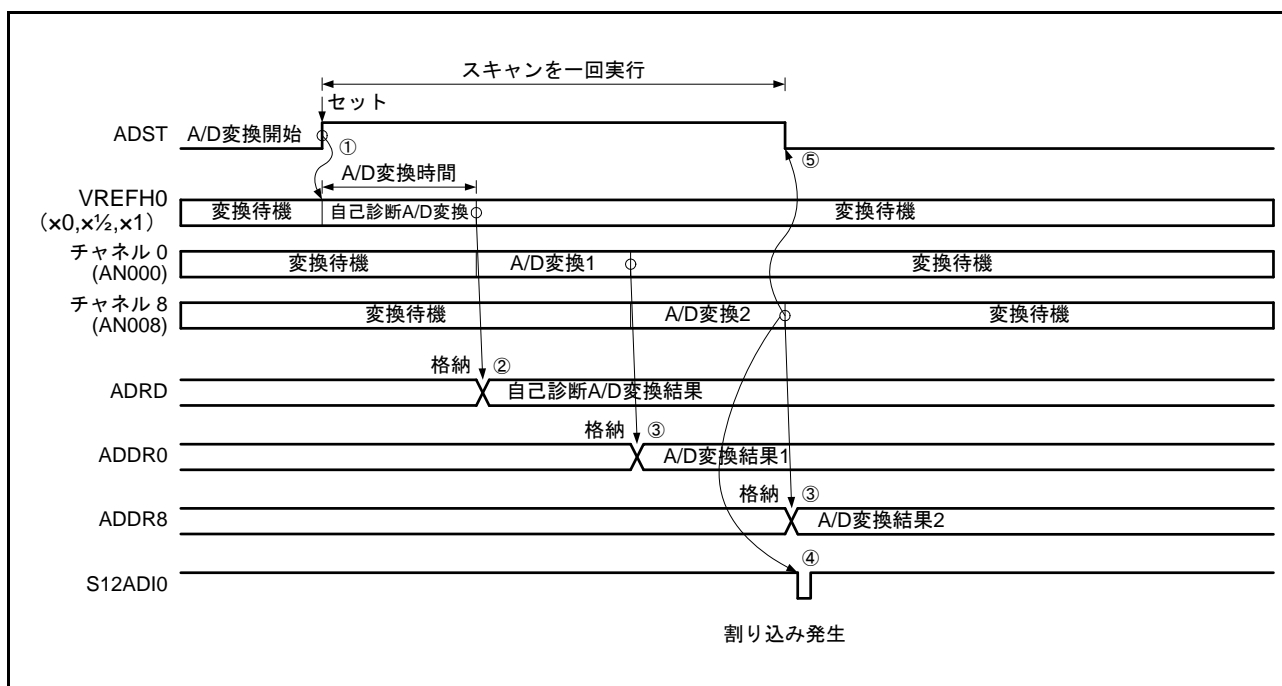 スキャンを一回実行
セット
ADST
A/D変換開始
①
⑤
A/D変換時間
VREFH0
（×0,×½,×1）
変換待機
自己診断A/D変換
変換待機
チャネル 0
(AN000)
変換待機
A/D変換1
変換待機
チャネル 8
(AN008)
変換待機
A/D変換2
変換待機
格納 ②
ADRD
自己診断A/D変換結果
格納 ③
ADDR0
A/D変換結果1
格納 ③
ADDR8
A/D変換結果2
④
S12ADI0
割り込み発生